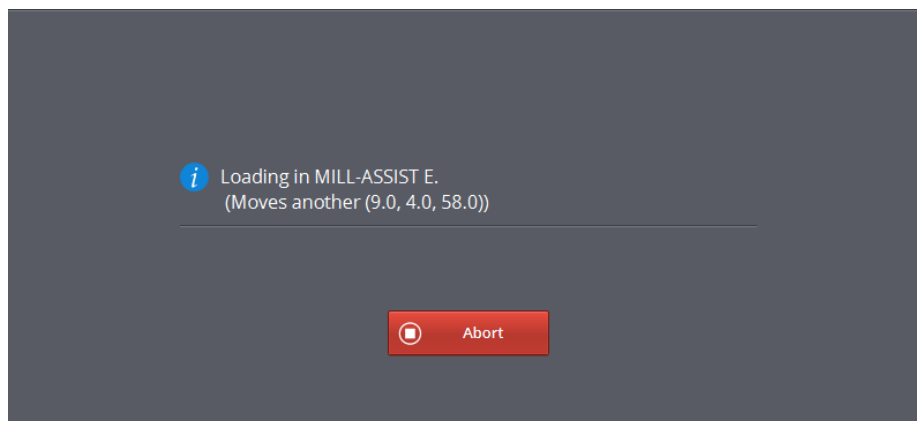 Loading in MILL-ASSIST E.
(Moves another (9.0, 4.0, 58.0))
Abort